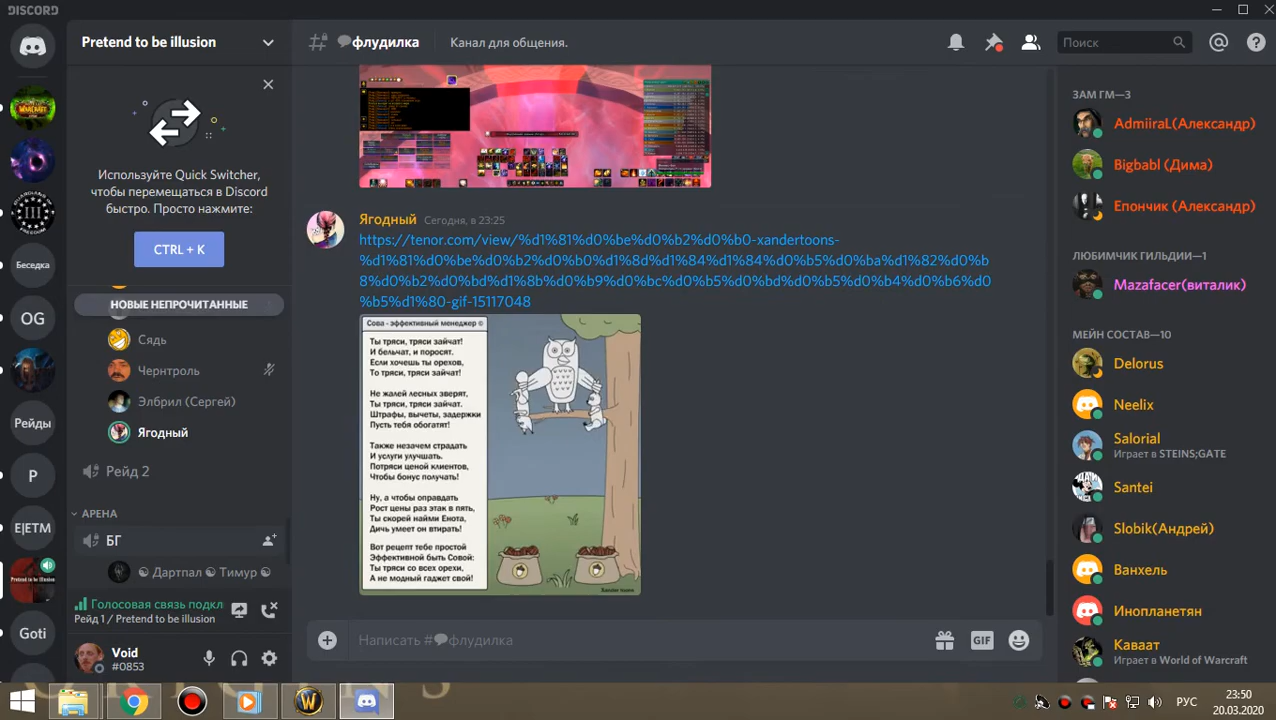 DISCORD
Pretend to be illusion
флудилка
Канал для общения.
Поиск
Используйте Quick Switcher,
чтобы перемещаться в Discord
быстро. Просто нажмите:
CTRL + K
НОВЫЕ НЕПРОЧИТАННЫЕ
Сядь
Чернтроль
Элбрил (Сергей)
Ягодный
Рейд 2
АРЕНА
БГ
Беседка
OG
Рейды
P
EJETM
Pretend to be illusion
Goti
Голосовая связь подкл
Рейд 1 / Pretend to be illusion
Void
#0853
Ягодный Сегодня, в 23:25
https://tenor.com/view/%d1%81%d0%be%d0%b2%d0%b0-xandertoons-
%d1%81%d0%be%d0%b2%d0%b0%d1%8d%d1%84%d1%84%d0%b5%d0%ba%d1%82%d0%b
8%d0%b2%d0%bd%d1%8b%d0%b9%d0%bc%d0%b5%d0%bd%d0%b5%d0%b4%d0%b6%d0
%b5%d1%80-gif-15117048
Сова - эффективный менеджер ©
Ты тряси, тряси зайчат!
И бельчат, и поросят.
Если хочешь ты орехов,
То тряси, тряси зайчат!
Не жалей лесных зверят,
Ты тряси, тряси зайчат.
Штрафы, вычеты, задержки
Пусть тебя обогатят!
Также незачем страдать
И услуги улучшать.
Потряси ценой клиентов,
Чтобы бонус получать!
Ну, а чтобы оправдать
Рост цены раз этак в пять,
Ты скорей найми Енота,
Дичь умеет он втирать!
Вот рецепт тебе простой
Эффективной быть Совой:
Ты тряси со всех орехи,
А не модный гаджет свой!
Xander toons
Написать #флудилка
GIF
ЗАМ ГМ—3
AdmiraL(Александр)
Епончик (Александр)
ЛЮБИМЧИК ГИЛЬДИИ—1
Mazafacer(виталик)
МЕЙН СОСТАВ—10
Delorus
Neelix
Salorial
Играет в STEINS;GATE
Santei
Slobik(Андрей)
Ванхель
Инопланетян
Каваат
Играет в World of Warcraft
РУС
23:50
20.03.2020